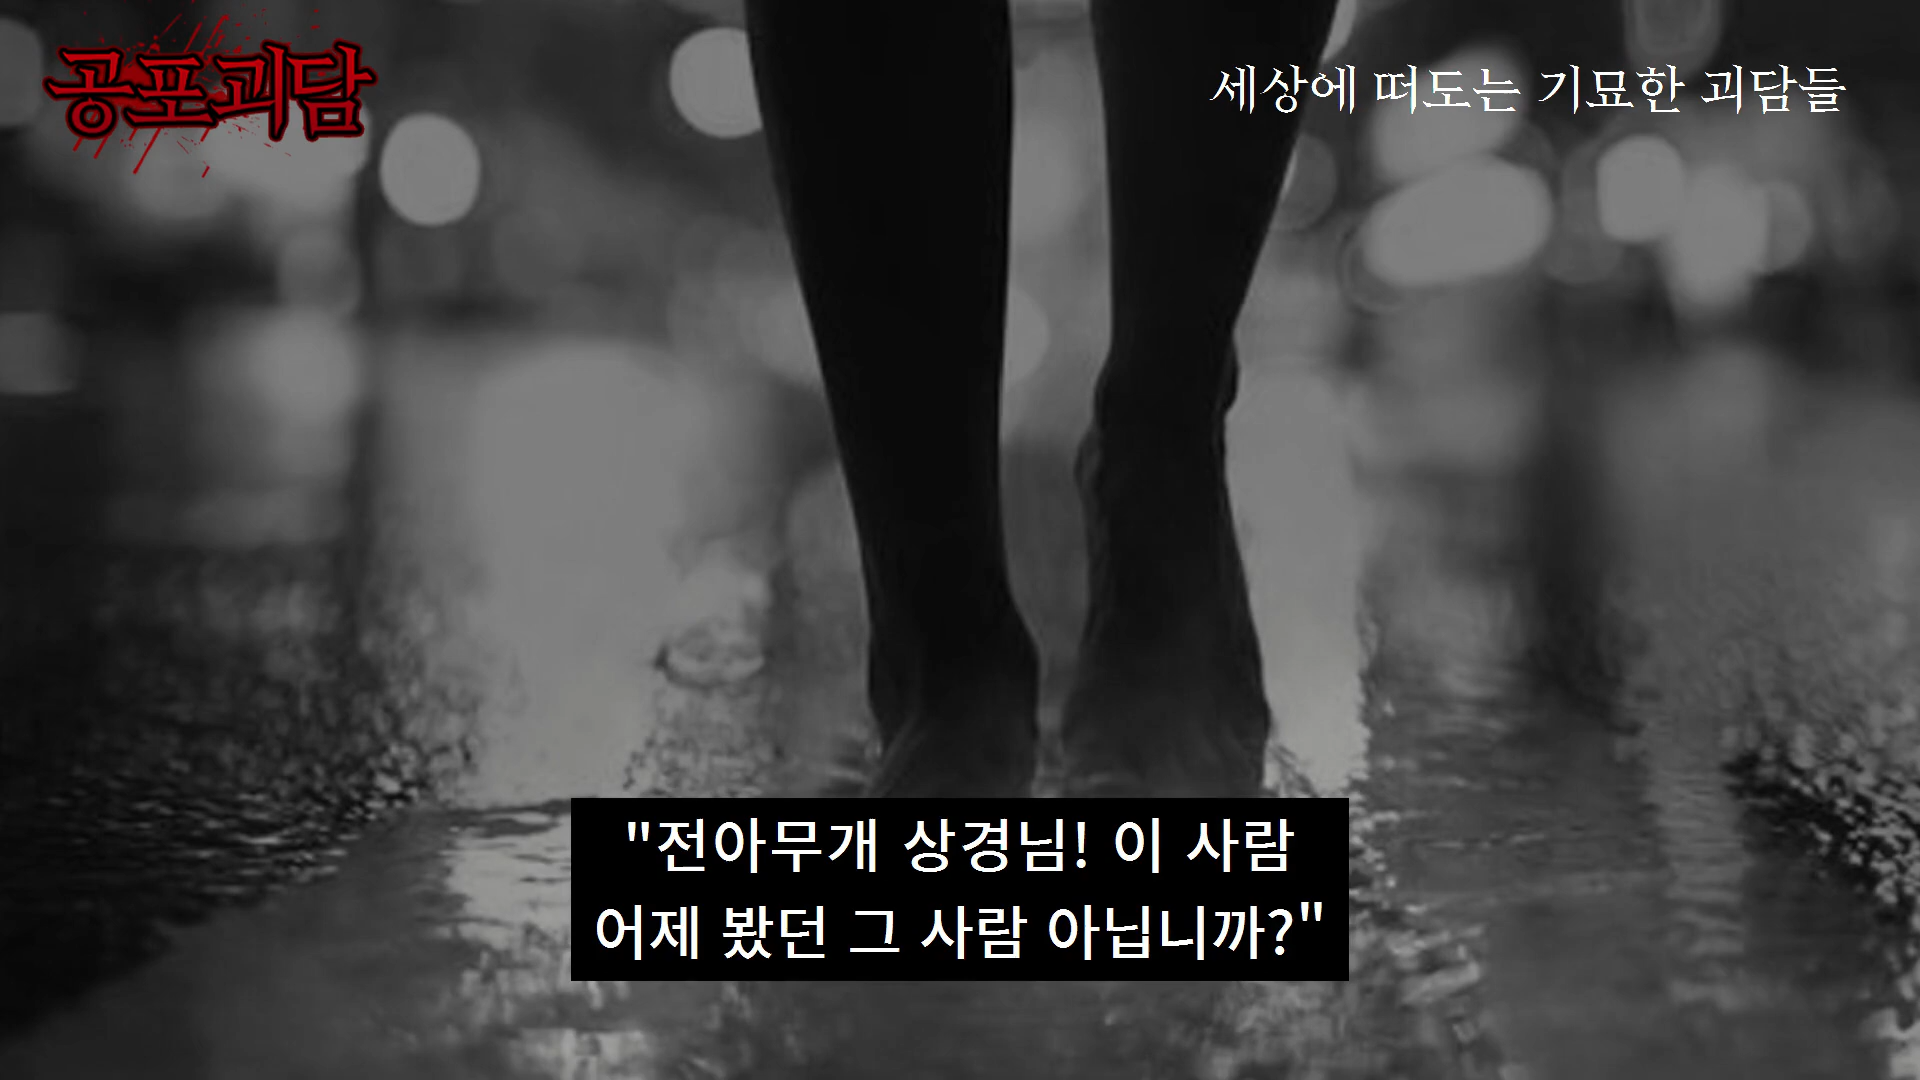 공포괴담
세상에 떠도는 기묘한 괴담들
"전아무개 상경님! 이 사람
어제 봤던 그 사람 아닙니까?"